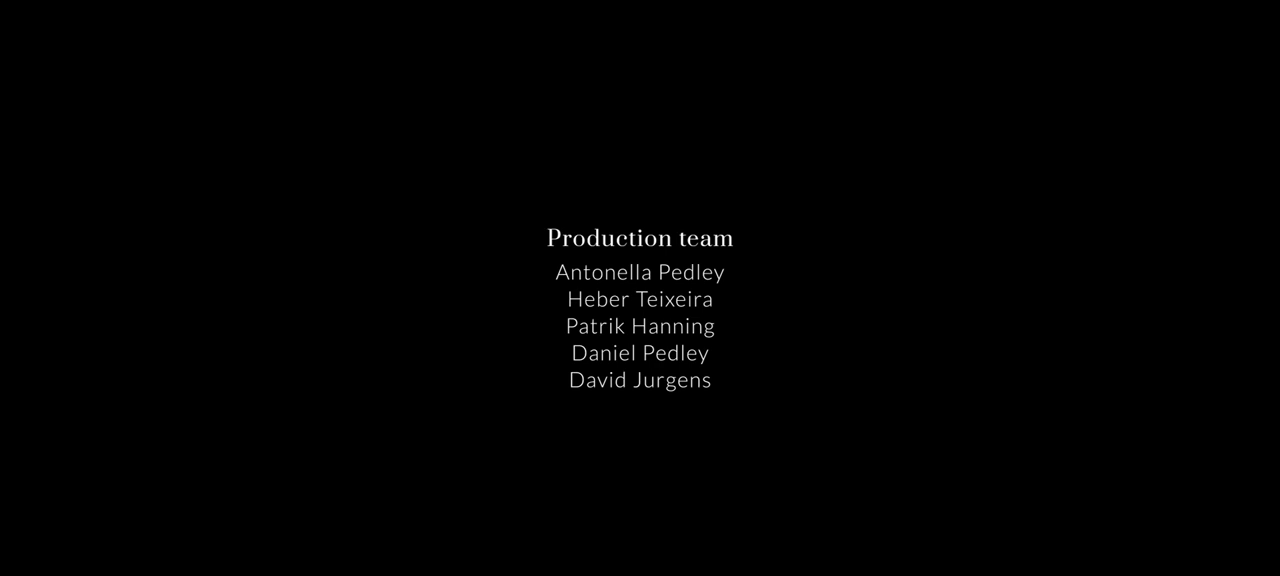 Production team
Antonella Pedley
Heber Teixeira
Patrik Hanning
Daniel Pedley
David Jurgens